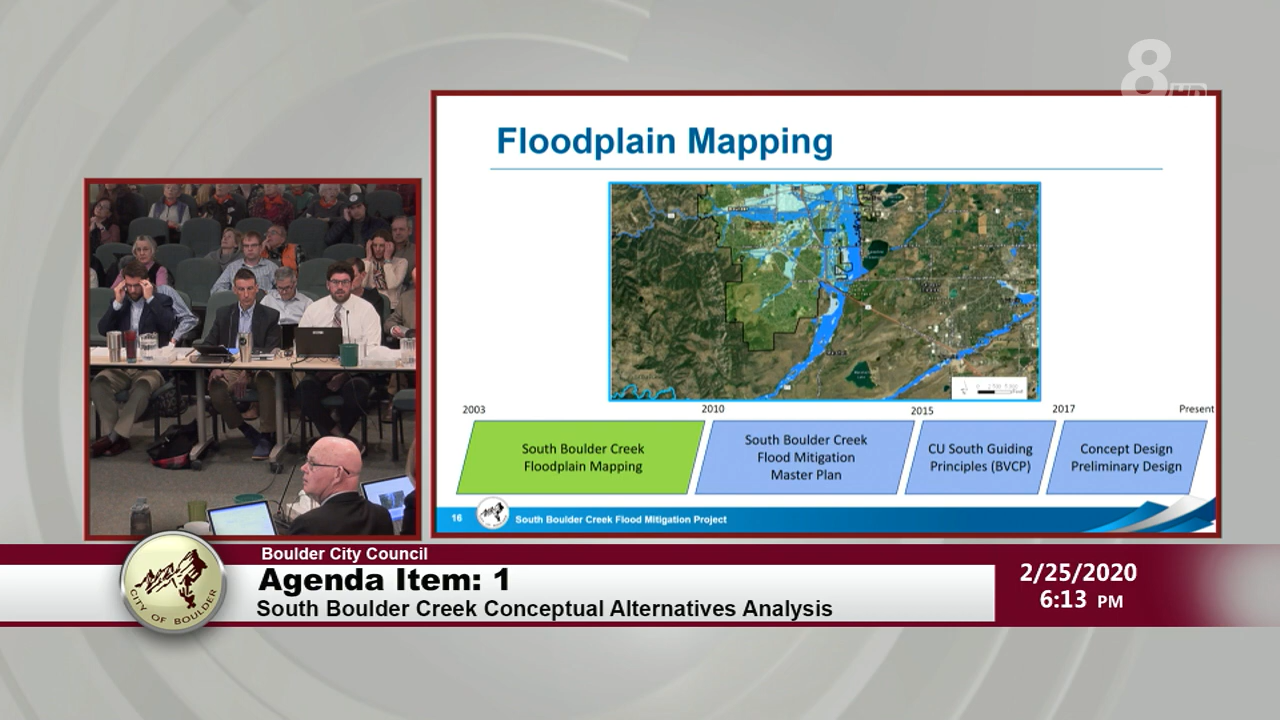 8
HD
Floodplain Mapping
2003
2010
2015
2017
Present
South Boulder Creek
Floodplain Mapping
South Boulder Creek
Flood Mitigation
Master Plan
CU South Guiding
Principles (BVCP)
Concept Design
Preliminary Design
16
South Boulder Creek Flood Mitigation Project
Boulder City Council
Agenda Item: 1
South Boulder Creek Conceptual Alternatives Analysis
2/25/2020
6:13 PM
CITY OF BOULDER